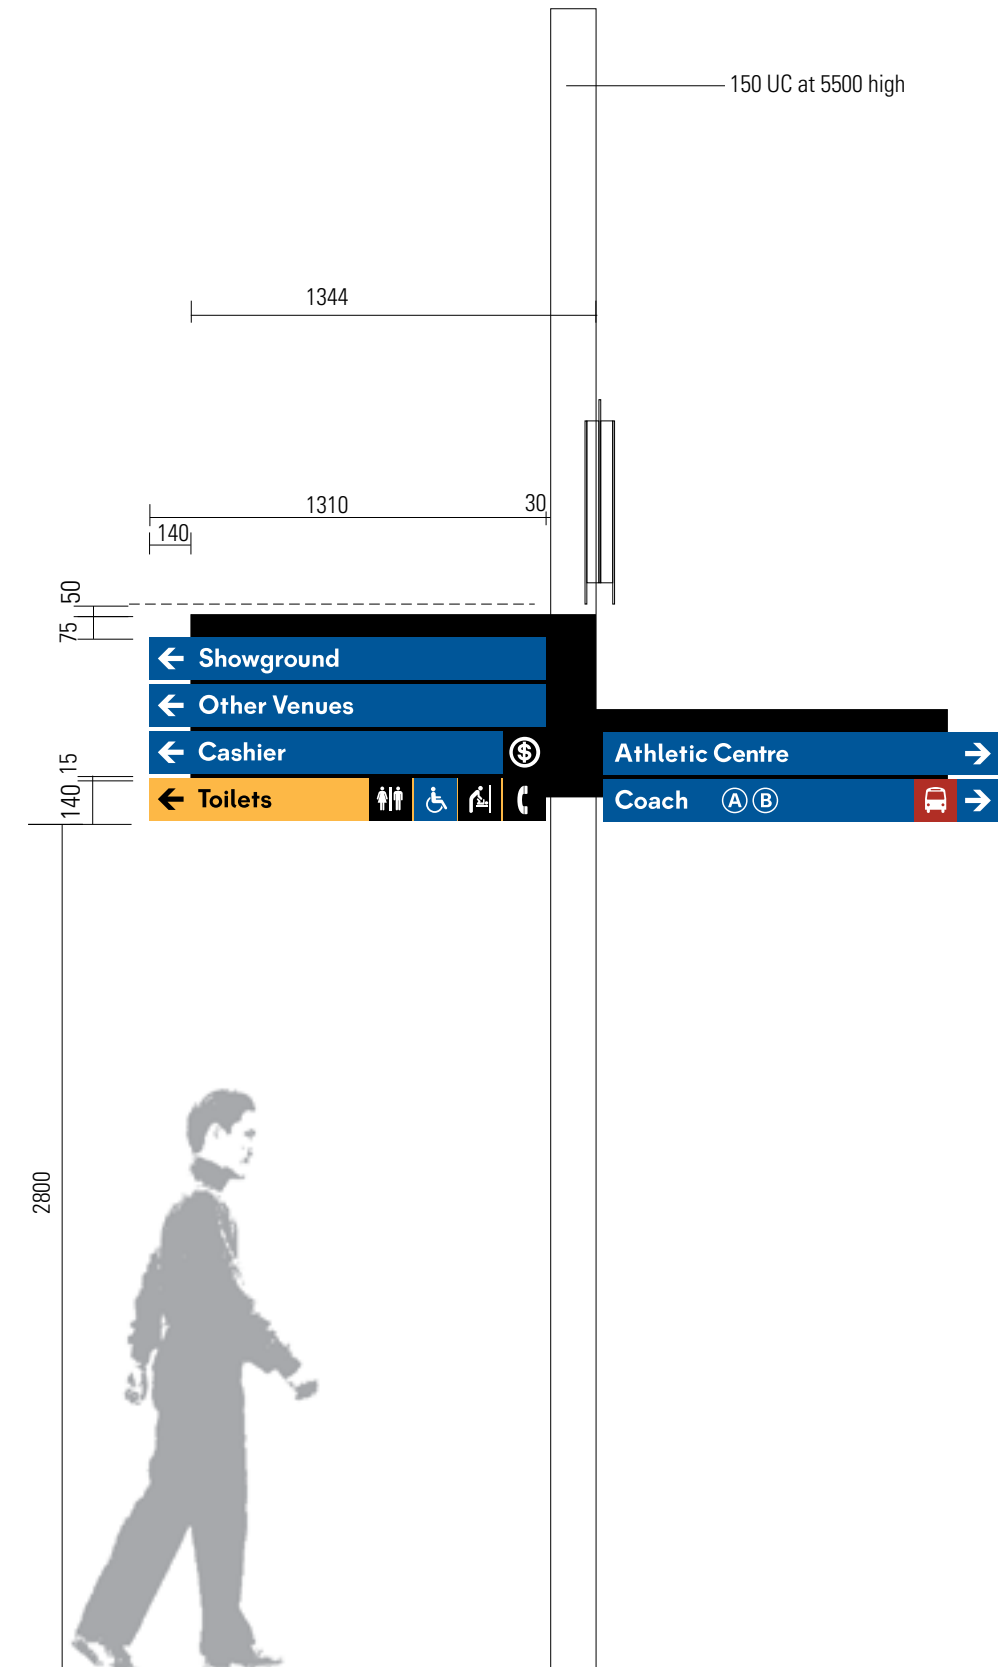 150 UC at 5500 high
1344
1310
30
140
50
75
Showground
Other Venues
Cashier
$
Toilets
15
140
Athletic Centre
Coach A B
2800